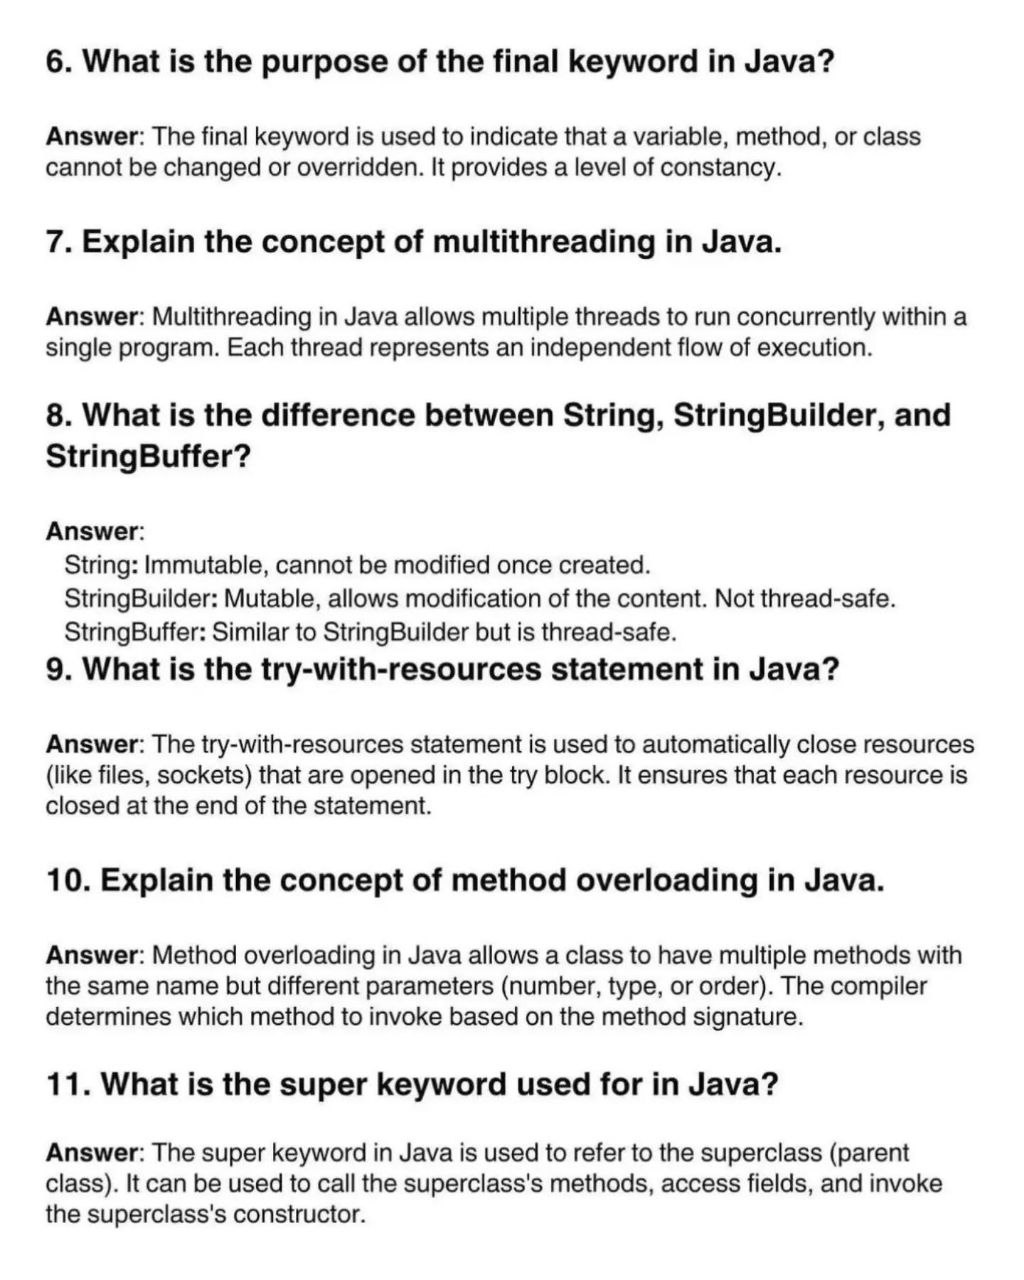 6. What is the purpose of the final keyword in Java?
Answer: The final keyword is used to indicate that a variable, method, or class
cannot be changed or overridden. It provides a level of constancy.
7. Explain the concept of multithreading in Java.
Answer: Multithreading in Java allows multiple threads to run concurrently within a
single program. Each thread represents an independent flow of execution.
8. What is the difference between String, StringBuilder, and
StringBuffer?
Answer:
String: Immutable, cannot be modified once created.
StringBuilder: Mutable, allows modification of the content. Not thread-safe.
StringBuffer: Similar to StringBuilder but is thread-safe.
9. What is the try-with-resources statement in Java?
Answer: The try-with-resources statement is used to automatically close resources
(like files, sockets) that are opened in the try block. It ensures that each resource is
closed at the end of the statement.
10. Explain the concept of method overloading in Java.
Answer: Method overloading in Java allows a class to have multiple methods with
the same name but different parameters (number, type, or order). The compiler
determines which method to invoke based on the method signature.
11. What is the super keyword used for in Java?
Answer: The super keyword in Java is used to refer to the superclass (parent
class). It can be used to call the superclass's methods, access fields, and invoke
the superclass's constructor.